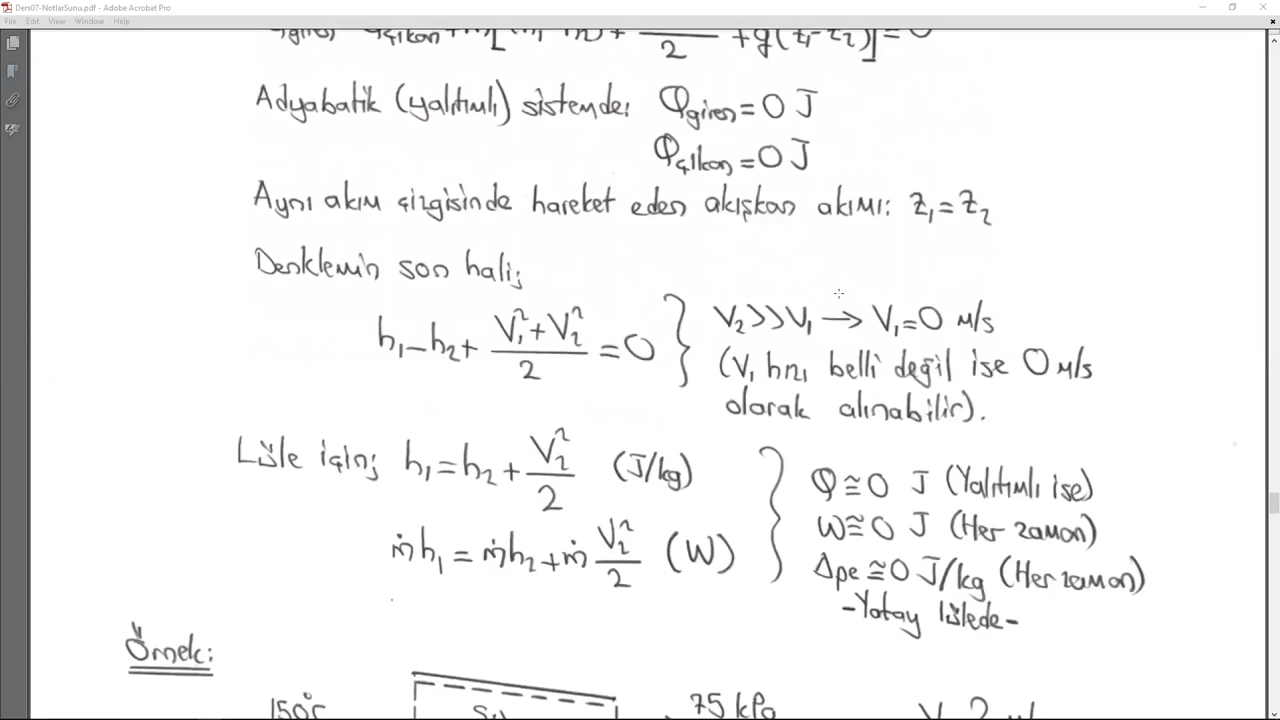 Ders07-NotlarSunu.pdf - Adobe Acrobat Pro
File Edit View Window Help
2 + g(z₁-z₂)] = 0
Adyabatik (yalıtımlı) sistemde: Qgiren = 0 J
Qçıkan = 0 J
Aynı akım çizgisinde hareket eden akışkan akımı: z₁ = z₂
Denklemin son hali;
h₁ - h₂ + (V₁² + V₂²)/2 = 0 } V₂ >> V₁ → V₁ = 0 m/s
(V₁ hızı belli değil ise 0 m/s
olarak alınabilir).
Lüle için; h₁ = h₂ + V₂²/2 (J/kg)
ṁh₁ = ṁh₂ + ṁ V₂²/2 (W)
Q ≅ 0 J (Yalıtımlı ise)
W ≅ 0 J (Her zaman)
Δpe ≅ 0 J/kg (Her zaman)
- Yatay lülede -
Örnek:
150°C
75 kPa